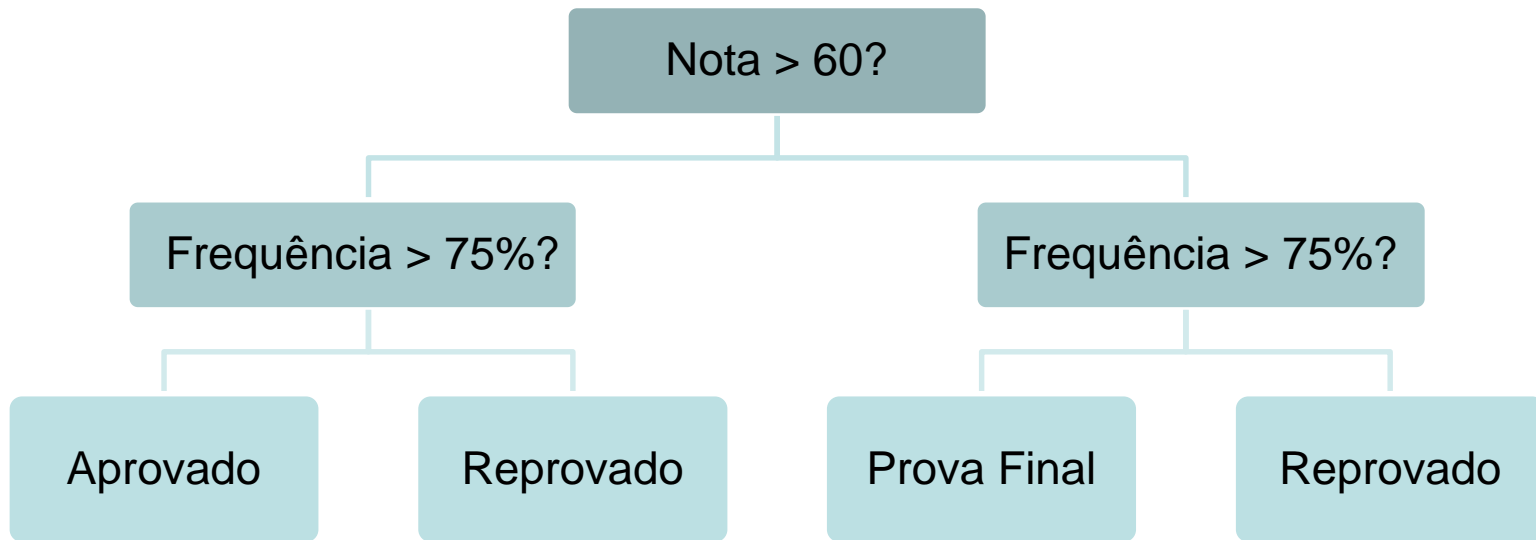 Nota > 60?
Frequência > 75%?
Frequência > 75%?
Aprovado
Reprovado
Prova Final
Reprovado